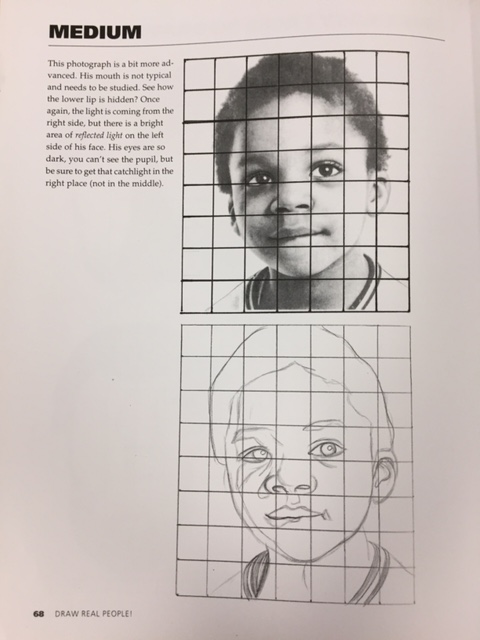 MEDIUM
This photograph is a bit more ad-
vanced. His mouth is not typical
and needs to be studied. See how
the lower lip is hidden? Once
again, the light is coming from the
right side, but there is a bright
area of reflected light on the left
side of his face. His eyes are so
dark, you can't see the pupil, but
be sure to get that catchlight in the
right place (not in the middle).
68 DRAW REAL PEOPLE!